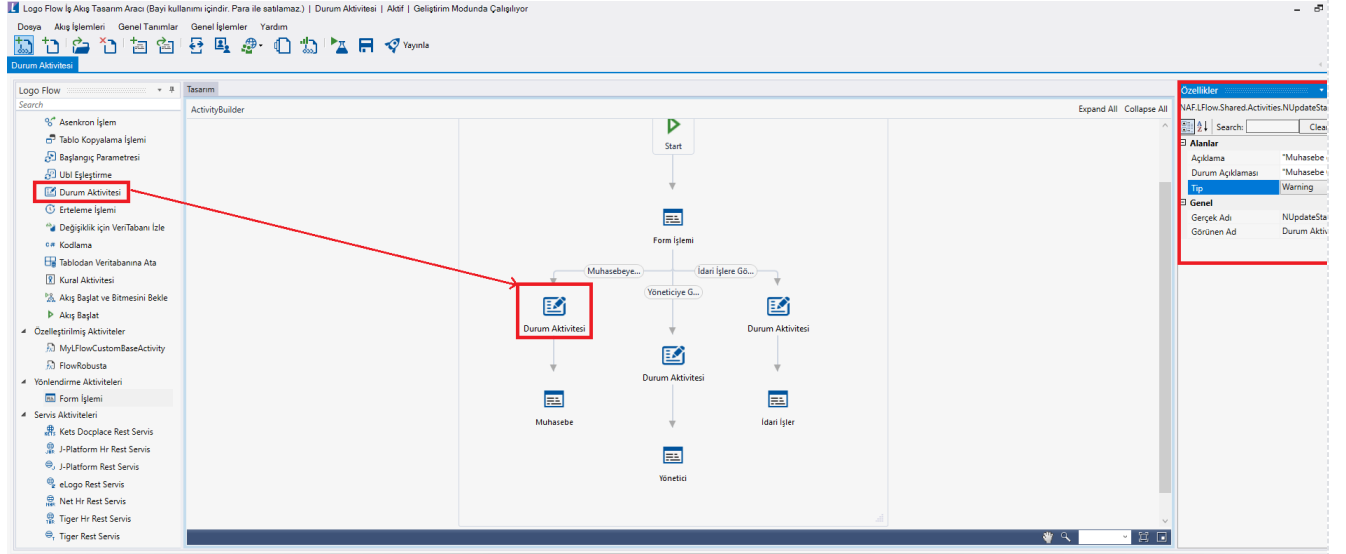 Logo Flow İş Akış Tasarım Aracı (Bayi kullanımı içindir. Para ile satılamaz.) | Durum Aktivitesi | Aktif | Geliştirim Modunda Çalışılıyor
Dosya Akış İşlemleri Genel Tanımlar Genel İşlemler Yardım
Yayınla
Durum Aktivitesi
Logo Flow
Search
Asenkron İşlem
Tablo Kopyalama İşlemi
Başlangıç Parametresi
Ubl Eşleştirme
Durum Aktivitesi
Erteleme İşlemi
Değişiklik için VeriTabanı İzle
Kodlama
Tablodan Veritabanına Ata
Kural Aktivitesi
Akış Başlat ve Bitmesini Bekle
Akış Başlat
Özelleştirilmiş Aktiviteler
MyLFlowCustomBaseActivity
FlowRobusta
Yönlendirme Aktiviteleri
Form İşlemi
Servis Aktiviteleri
Kets Docplace Rest Servis
J-Platform Hr Rest Servis
J-Platform Rest Servis
eLogo Rest Servis
Net Hr Rest Servis
Tiger Hr Rest Servis
Tiger Rest Servis
Tasarım
ActivityBuilder
Expand All Collapse All
Start
Form İşlemi
Muhasebeye...
İdari İşlere Gö...
Yöneticiye G...
Durum Aktivitesi
Durum Aktivitesi
Durum Aktivitesi
Muhasebe
İdari İşler
Yönetici
Özellikler
NAF.LFlow.Shared.Activities.NUpdateSta
Search: Clear
Alanlar
Açıklama "Muhasebe
Durum Açıklaması "Muhasebe
Tip Warning
Genel
Gerçek Adı NUpdateSta
Görünen Ad Durum Aktiv